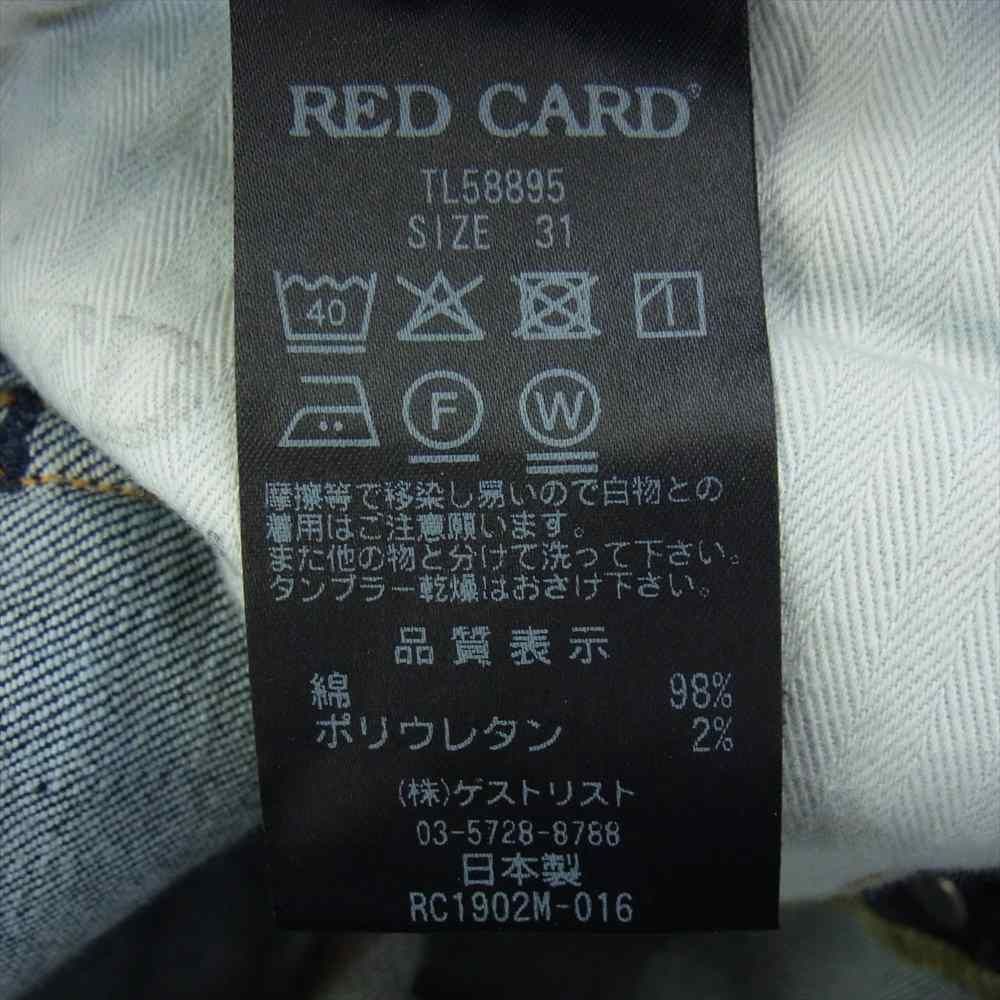 RED CARD®
TL58895
SIZE 31
40
F W
摩擦等で移染し易いので白物との
着用はご注意願います。
また他の物と分けて洗って下さい。
タンブラー乾燥はおさけ下さい。
品質表示
綿 98%
ポリウレタン 2%
(株)ゲストリスト
03-5728-8788
日本製
RC1902M-016